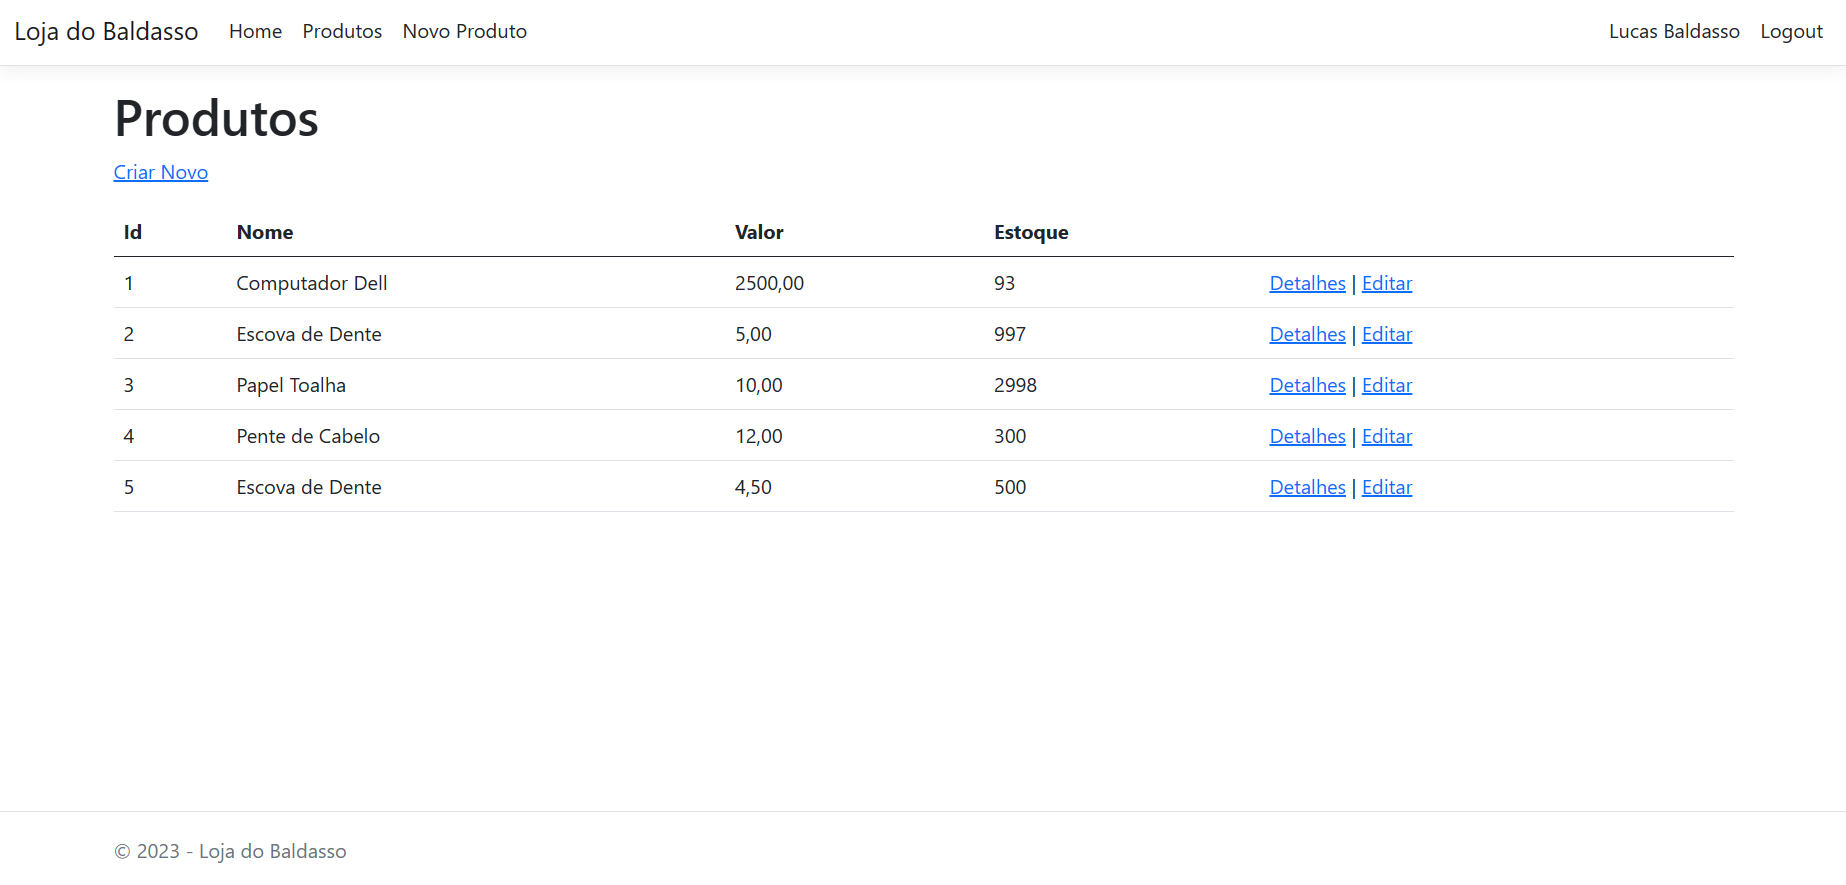 Loja do Baldasso Home Produtos Novo Produto Lucas Baldasso Logout
Produtos
Criar Novo
Id Nome Valor Estoque
1 Computador Dell 2500,00 93 Detalhes | Editar
2 Escova de Dente 5,00 997 Detalhes | Editar
3 Papel Toalha 10,00 2998 Detalhes | Editar
4 Pente de Cabelo 12,00 300 Detalhes | Editar
5 Escova de Dente 4,50 500 Detalhes | Editar
© 2023 - Loja do Baldasso